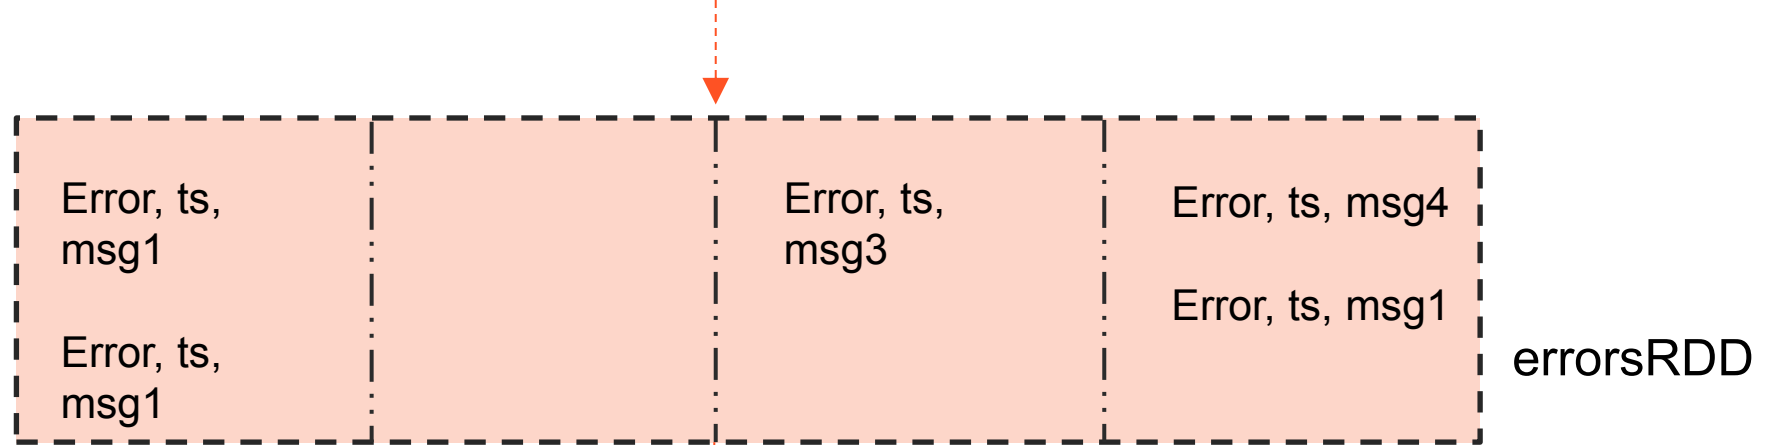 Error, ts,
msg1
Error, ts,
msg1
Error, ts,
msg3
Error, ts, msg4
Error, ts, msg1
errorsRDD